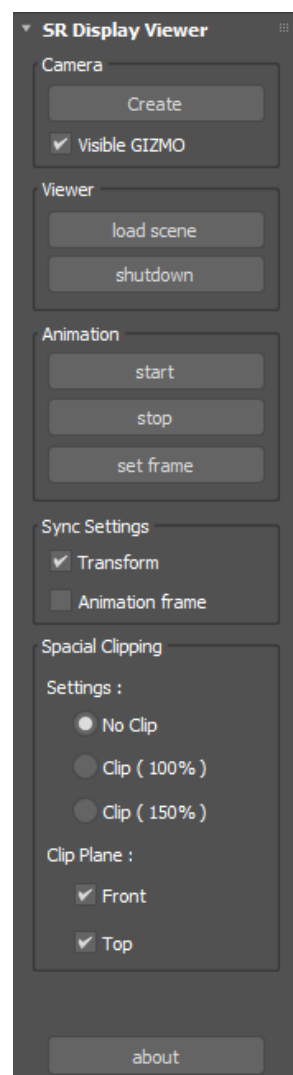 SR Display Viewer
Camera
Create
Visible GIZMO
Viewer
load scene
shutdown
Animation
start
stop
set frame
Sync Settings
Transform
Animation frame
Spacial Clipping
Settings :
No Clip
Clip ( 100% )
Clip ( 150% )
Clip Plane :
Front
Top
about